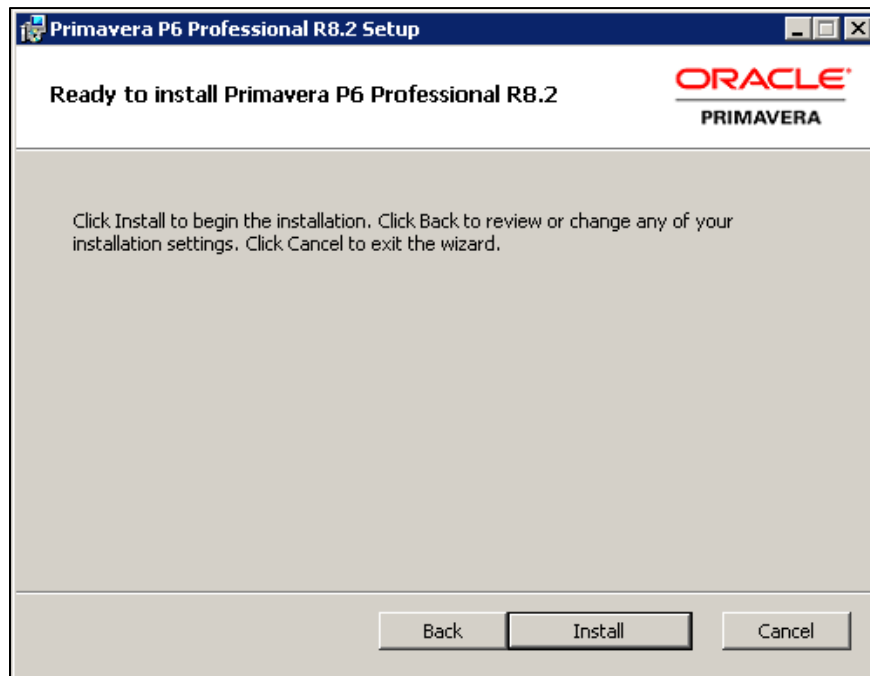 Primavera P6 Professional R8.2 Setup
Ready to install Primavera P6 Professional R8.2
ORACLE
PRIMAVERA
Click Install to begin the installation. Click Back to review or change any of your
installation settings. Click Cancel to exit the wizard.
Back Install Cancel